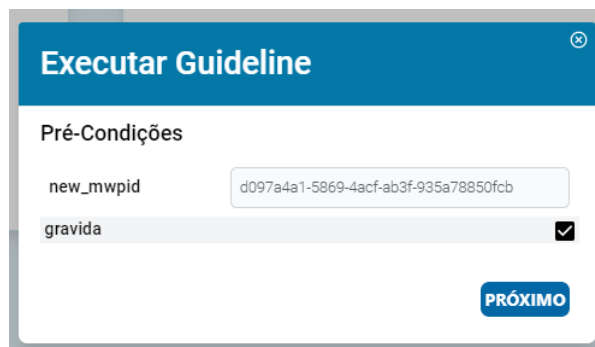 Executar Guideline
Pré-Condições
new_mwpid d097a4a1-5869-4acf-ab3f-935a78850fcb
gravida
PRÓXIMO